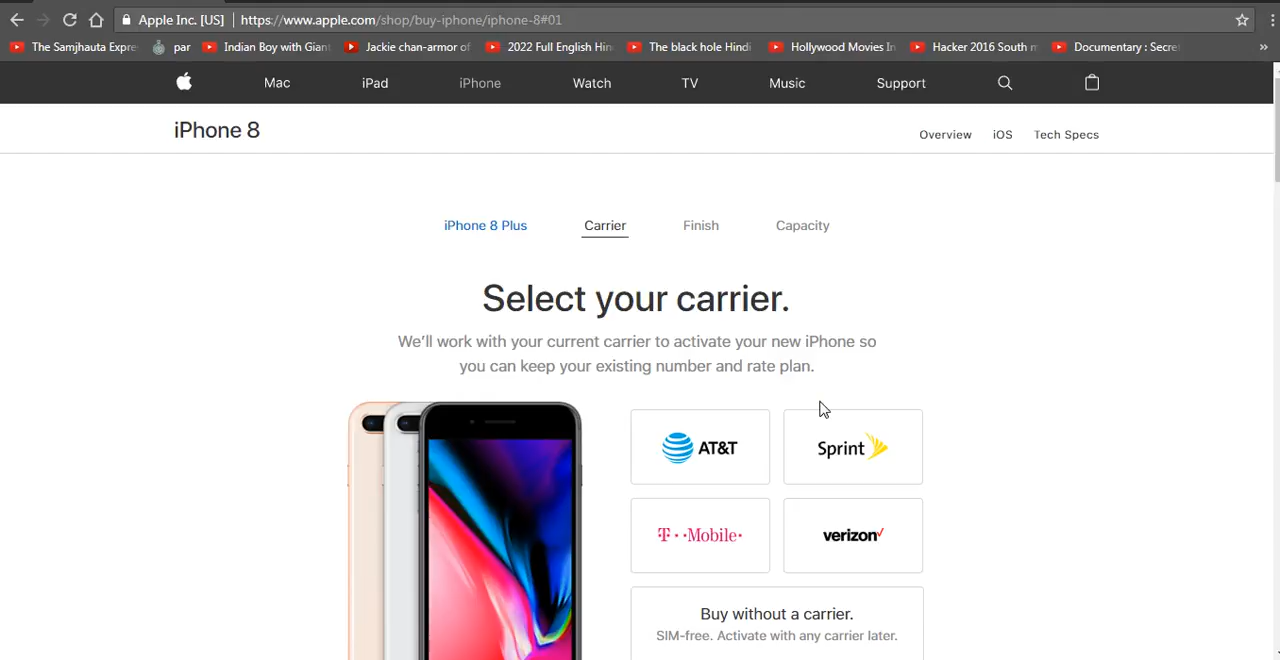 Apple Inc. [US] https://www.apple.com/shop/buy-iphone/iphone-8#01
The Samjhauta Expre par Indian Boy with Giant Jackie chan-armor of 2022 Full English Hin The black hole Hindi Hollywood Movies In Hacker 2016 South m Documentary : Secre »
Mac iPad iPhone Watch TV Music Support
iPhone 8
Overview iOS Tech Specs
iPhone 8 Plus Carrier Finish Capacity
Select your carrier.
We’ll work with your current carrier to activate your new iPhone so
you can keep your existing number and rate plan.
AT&T Sprint
T-Mobile verizon
Buy without a carrier.
SIM-free. Activate with any carrier later.